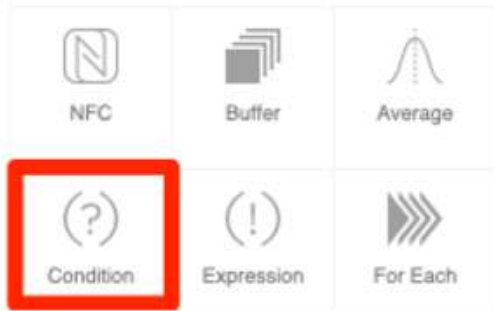 NFC
Buffer
Average
(?)
(!)
Condition
Expression
For Each